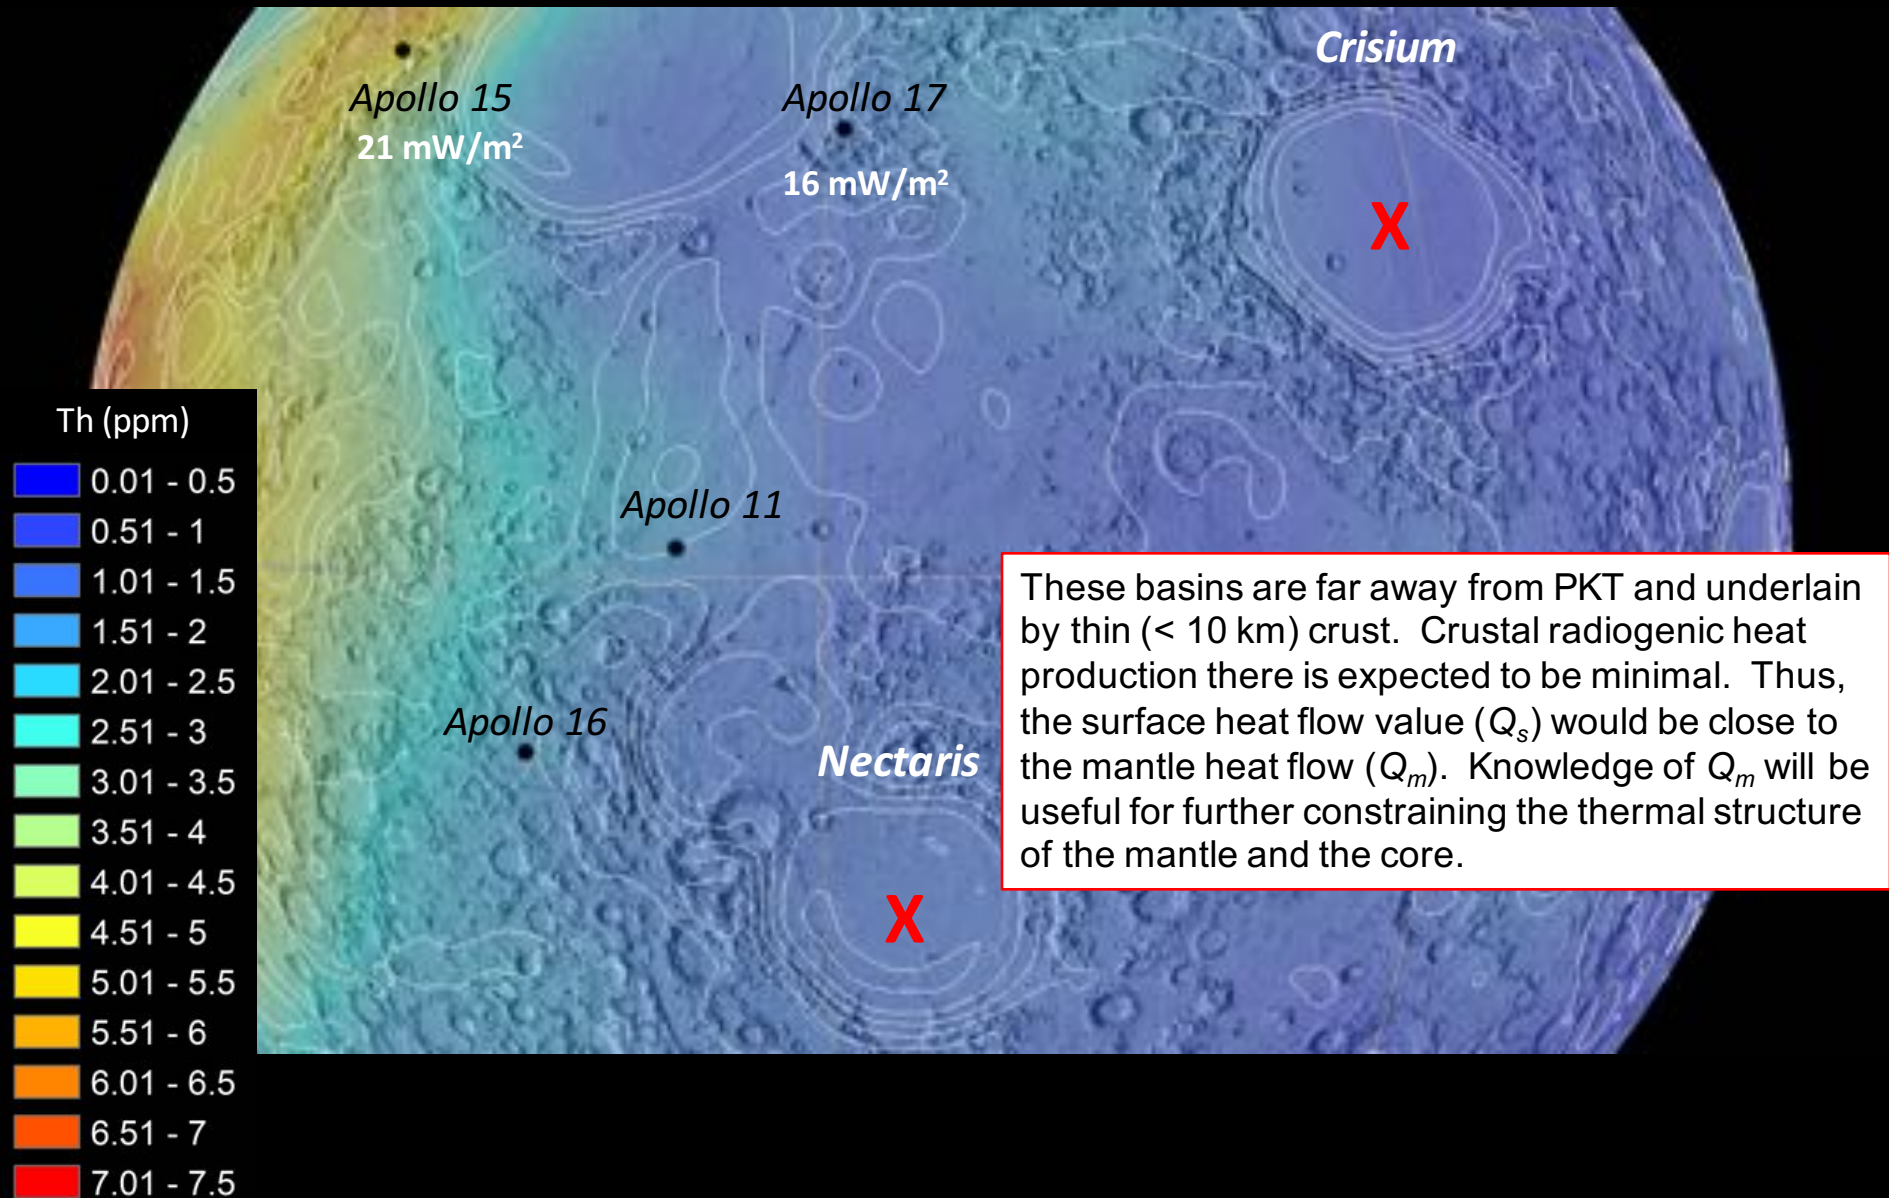 Crisium
Apollo 15
21 mW/m²
Apollo 17
16 mW/m²
X
Apollo 11
Apollo 16
Nectaris
X
Th (ppm)
0.01 - 0.5
0.51 - 1
1.01 - 1.5
1.51 - 2
2.01 - 2.5
2.51 - 3
3.01 - 3.5
3.51 - 4
4.01 - 4.5
4.51 - 5
5.01 - 5.5
5.51 - 6
6.01 - 6.5
6.51 - 7
7.01 - 7.5
These basins are far away from PKT and underlain
by thin (< 10 km) crust.  Crustal radiogenic heat
production there is expected to be minimal.  Thus,
the surface heat flow value (Qs) would be close to
the mantle heat flow (Qm).  Knowledge of Qm will be
useful for further constraining the thermal structure
of the mantle and the core.